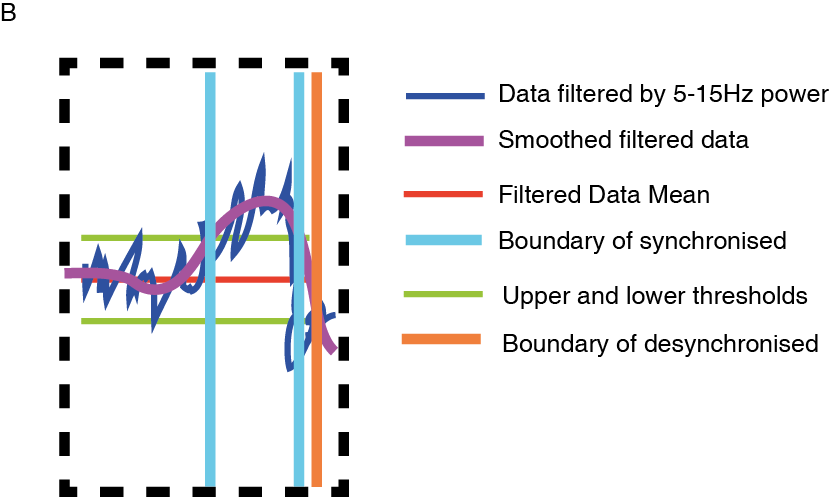 B
Data filtered by 5-15Hz power
Smoothed filtered data
Filtered Data Mean
Boundary of synchronised
Upper and lower thresholds
Boundary of desynchronised